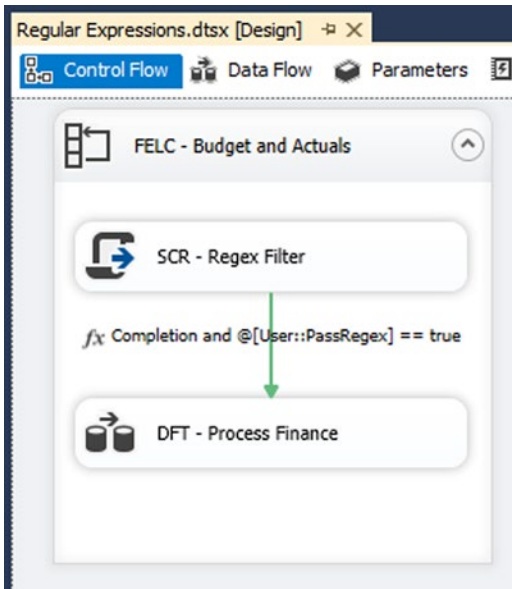 Regular Expressions.dtsx [Design]
Control Flow Data Flow Parameters
FELC - Budget and Actuals
SCR - Regex Filter
fx Completion and @[User::PassRegex] == true
DFT - Process Finance